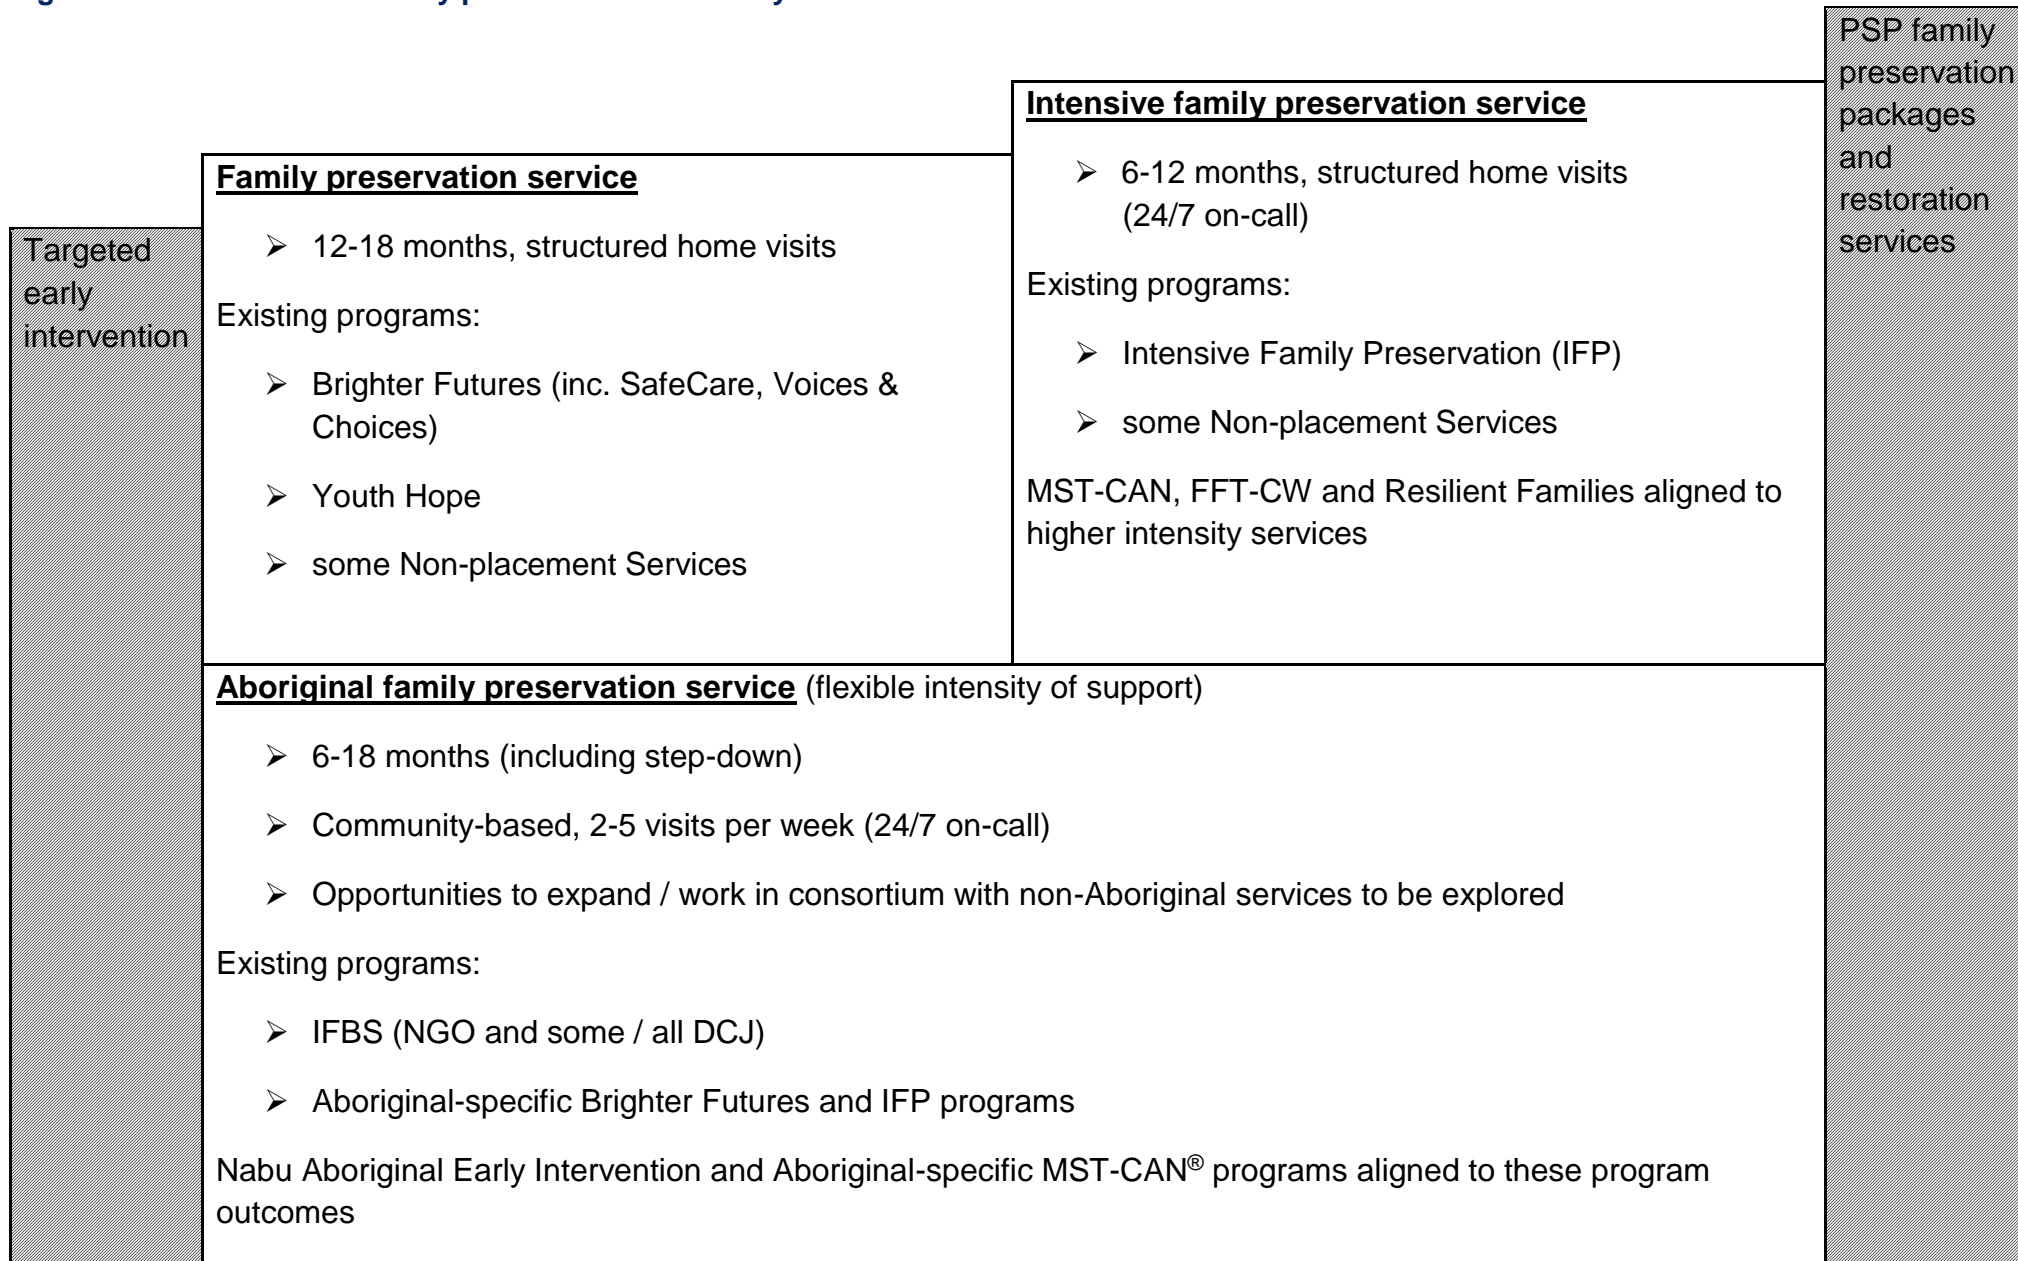 PSP family
preservation
packages
and
restoration
services
Intensive family preservation service
➢ 6-12 months, structured home visits
(24/7 on-call)
Existing programs:
➢ Intensive Family Preservation (IFP)
➢ some Non-placement Services
MST-CAN, FFT-CW and Resilient Families aligned to
higher intensity services
Family preservation service
➢ 12-18 months, structured home visits
Existing programs:
➢ Brighter Futures (inc. SafeCare, Voices &
Choices)
➢ Youth Hope
➢ some Non-placement Services
Targeted
early
intervention
Aboriginal family preservation service (flexible intensity of support)
➢ 6-18 months (including step-down)
➢ Community-based, 2-5 visits per week (24/7 on-call)
➢ Opportunities to expand / work in consortium with non-Aboriginal services to be explored
Existing programs:
➢ IFBS (NGO and some / all DCJ)
➢ Aboriginal-specific Brighter Futures and IFP programs
Nabu Aboriginal Early Intervention and Aboriginal-specific MST-CAN® programs aligned to these program
outcomes